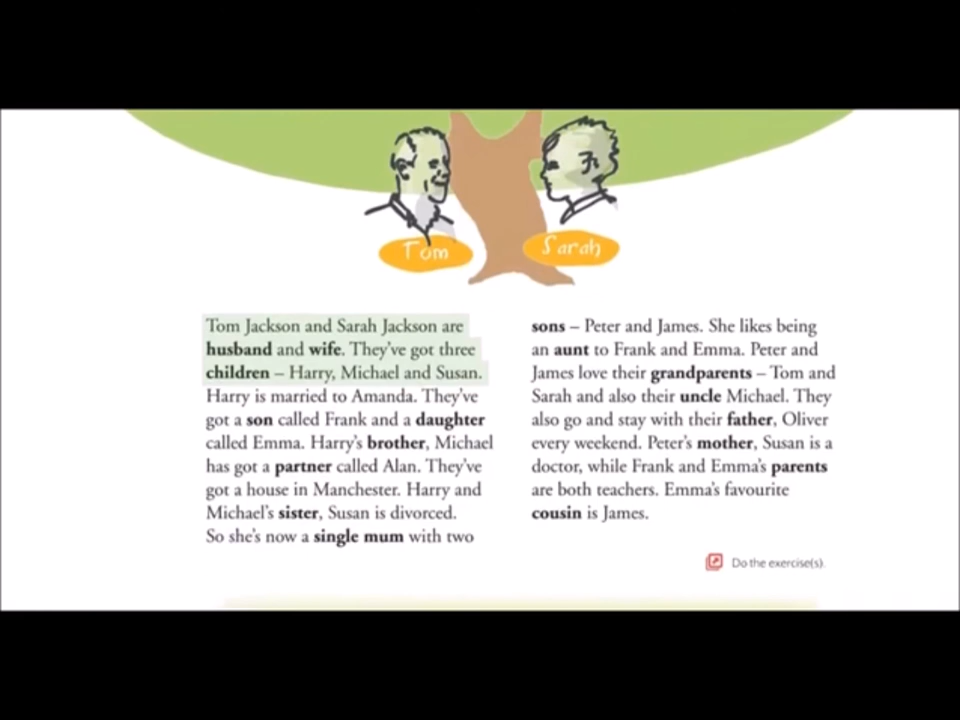 Tom
Sarah
Tom Jackson and Sarah Jackson are
husband and wife. They've got three
children – Harry, Michael and Susan.
Harry is married to Amanda. They've
got a son called Frank and a daughter
called Emma. Harry's brother, Michael
has got a partner called Alan. They've
got a house in Manchester. Harry and
Michael's sister, Susan is divorced.
So she's now a single mum with two
sons – Peter and James. She likes being
an aunt to Frank and Emma. Peter and
James love their grandparents – Tom and
Sarah and also their uncle Michael. They
also go and stay with their father, Oliver
every weekend. Peter's mother, Susan is a
doctor, while Frank and Emma's parents
are both teachers. Emma's favourite
cousin is James.
Do the exercise(s).